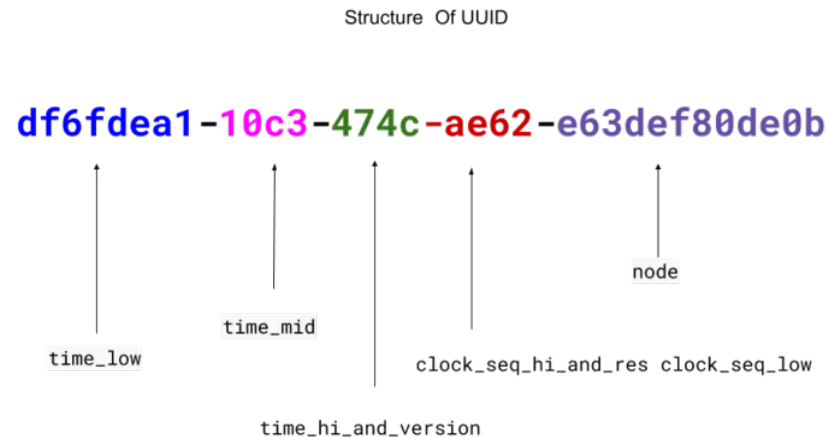 Structure Of UUID
df6fdea1-10c3-474c-ae62-e63def80de0b
node
time_mid
time_low
clock_seq_hi_and_res clock_seq_low
time_hi_and_version